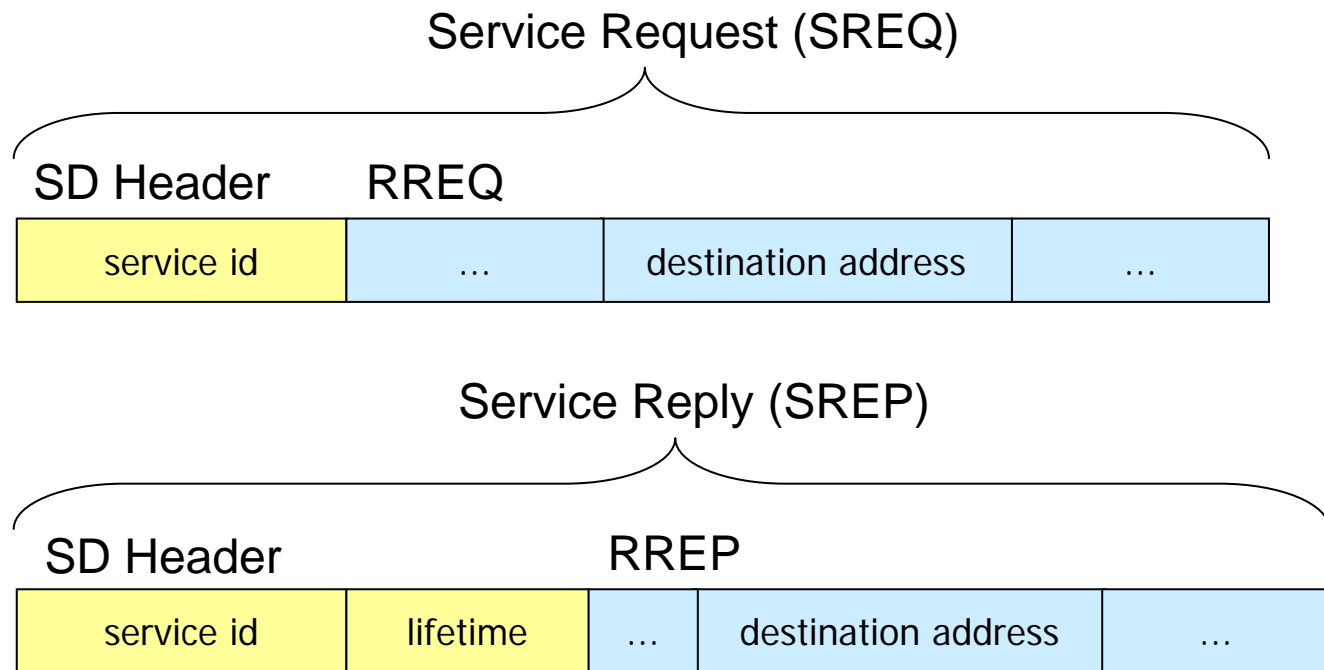 Service Request (SREQ)
SD Header RREQ
service id ... destination address ...
Service Reply (SREP)
SD Header RREP
service id lifetime ... destination address ...